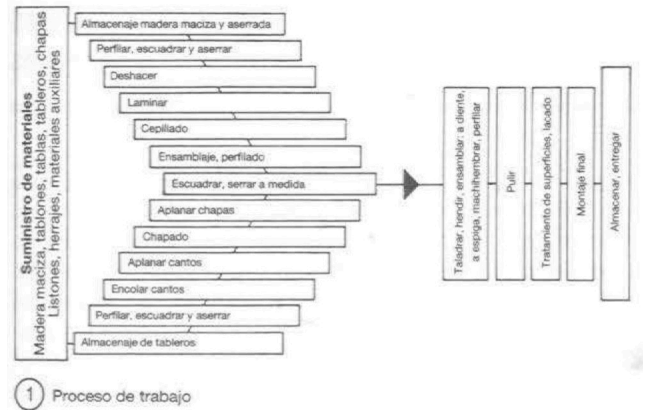 Suministro de materiales
Madera maciza, tablones, tablas, tableros, chapas
Listones, herrajes, materiales auxiliares
Almacenaje madera maciza y aserrada
Perfilar, escuadrar y aserrar
Deshacer
Laminar
Cepillado
Ensamblaje, perfilado
Escuadrar, serrar a medida
Aplanar chapas
Chapado
Aplanar cantos
Encolar cantos
Perfilar, escuadrar y aserrar
Almacenaje de tableros
Taladrar, hendir, ensamblar: a diente,
a espiga, machihembrar, perfilar
Pulir
Tratamiento de superficies, lacado
Montaje final
Almacenar, entregar
1 Proceso de trabajo